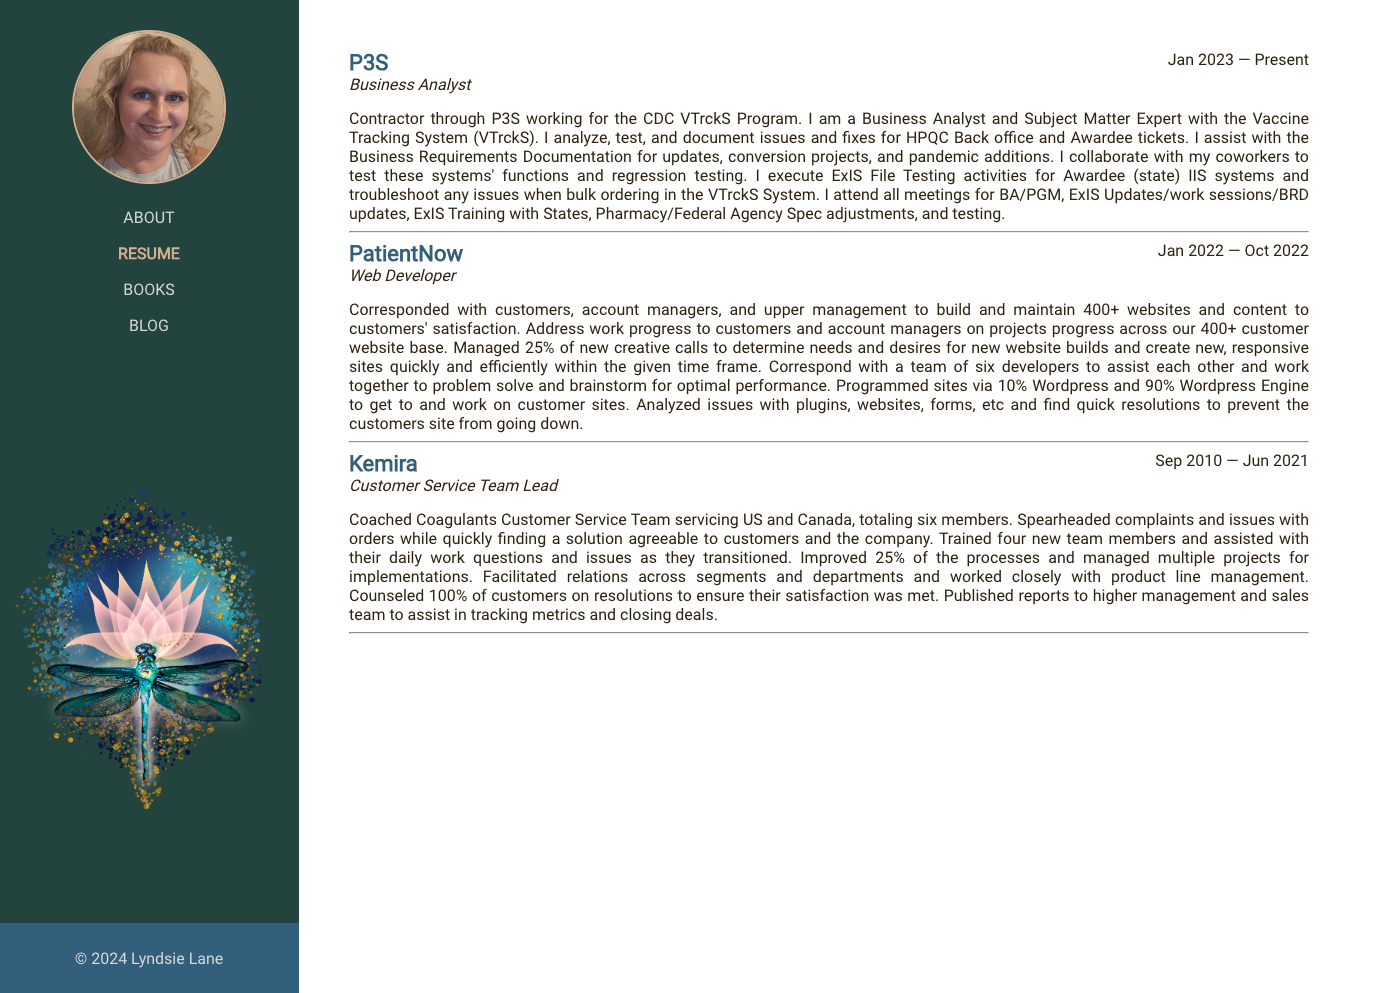 ABOUT
RESUME
BOOKS
BLOG
© 2024 Lyndsie Lane
P3S
Jan 2023 — Present
Business Analyst
Contractor through P3S working for the CDC VTrckS Program. I am a Business Analyst and Subject Matter Expert with the Vaccine
Tracking System (VTrckS). I analyze, test, and document issues and fixes for HPQC Back office and Awardee tickets. I assist with the
Business Requirements Documentation for updates, conversion projects, and pandemic additions. I collaborate with my coworkers to
test these systems' functions and regression testing. I execute ExIS File Testing activities for Awardee (state) IIS systems and
troubleshoot any issues when bulk ordering in the VTrckS System. I attend all meetings for BA/PGM, ExIS Updates/work sessions/BRD
updates, ExIS Training with States, Pharmacy/Federal Agency Spec adjustments, and testing.
PatientNow
Jan 2022 — Oct 2022
Web Developer
Corresponded with customers, account managers, and upper management to build and maintain 400+ websites and content to
customers' satisfaction. Address work progress to customers and account managers on projects progress across our 400+ customer
website base. Managed 25% of new creative calls to determine needs and desires for new website builds and create new, responsive
sites quickly and efficiently within the given time frame. Correspond with a team of six developers to assist each other and work
together to problem solve and brainstorm for optimal performance. Programmed sites via 10% Wordpress and 90% Wordpress Engine
to get to and work on customer sites. Analyzed issues with plugins, websites, forms, etc and find quick resolutions to prevent the
customers site from going down.
Kemira
Sep 2010 — Jun 2021
Customer Service Team Lead
Coached Coagulants Customer Service Team servicing US and Canada, totaling six members. Spearheaded complaints and issues with
orders while quickly finding a solution agreeable to customers and the company. Trained four new team members and assisted with
their daily work questions and issues as they transitioned. Improved 25% of the processes and managed multiple projects for
implementations. Facilitated relations across segments and departments and worked closely with product line management.
Counseled 100% of customers on resolutions to ensure their satisfaction was met. Published reports to higher management and sales
team to assist in tracking metrics and closing deals.